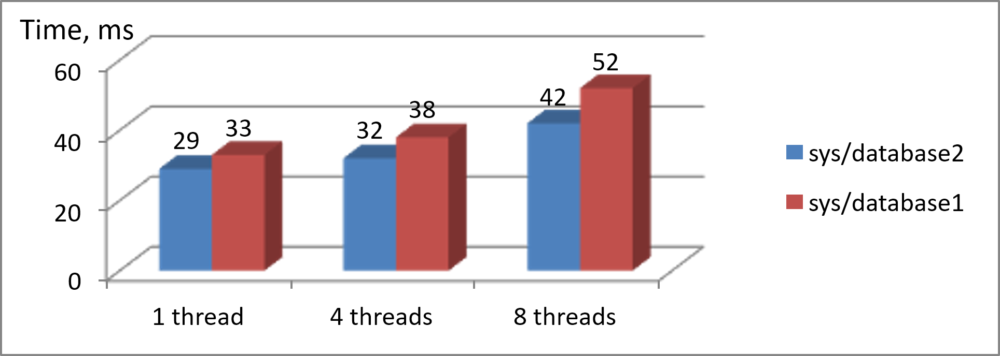 Time, ms
60
40
20
0
29
33
32
38
42
52
1 thread
4 threads
8 threads
sys/database2
sys/database1